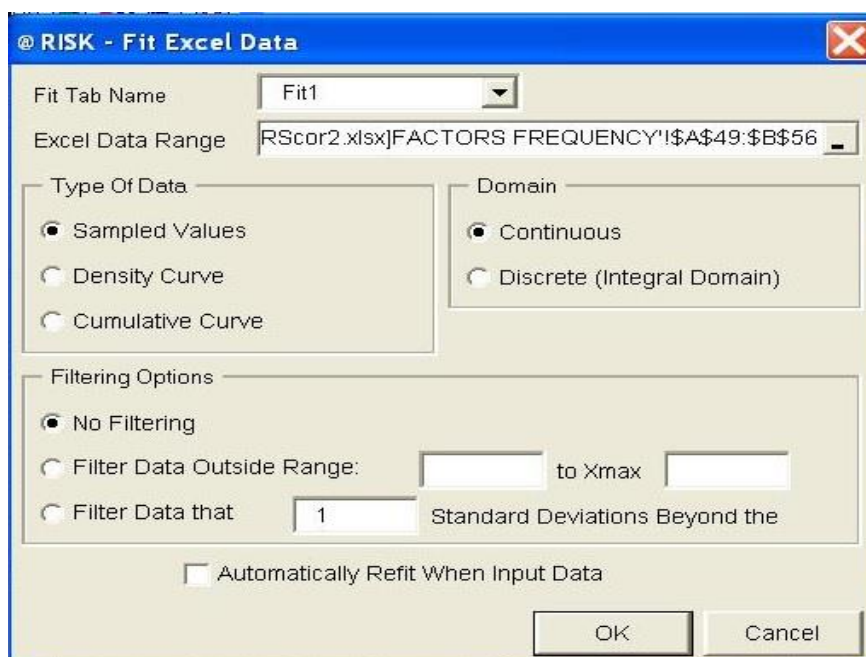 @ RISK - Fit Excel Data
Fit Tab Name Fit1
Excel Data Range RScor2.xlsx]FACTORS FREQUENCY'!$A$49:$B$56
Type Of Data
Sampled Values
Density Curve
Cumulative Curve
Domain
Continuous
Discrete (Integral Domain)
Filtering Options
No Filtering
Filter Data Outside Range: to Xmax
Filter Data that 1 Standard Deviations Beyond the
Automatically Refit When Input Data
OK Cancel